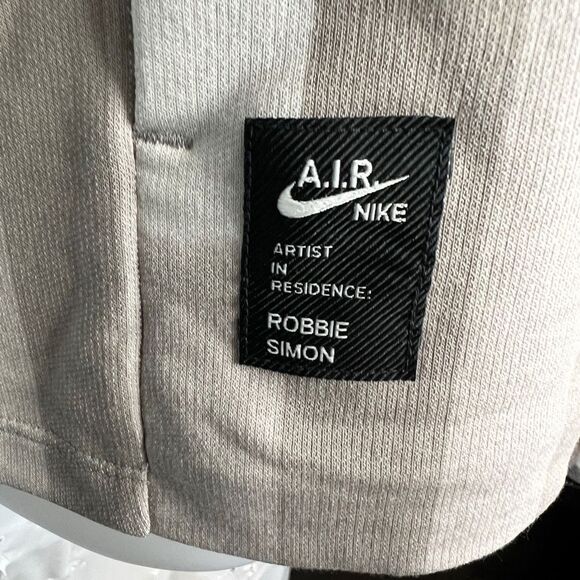 A.I.R.
NIKE
ARTIST
IN
RESIDENCE:
ROBBIE
SIMON